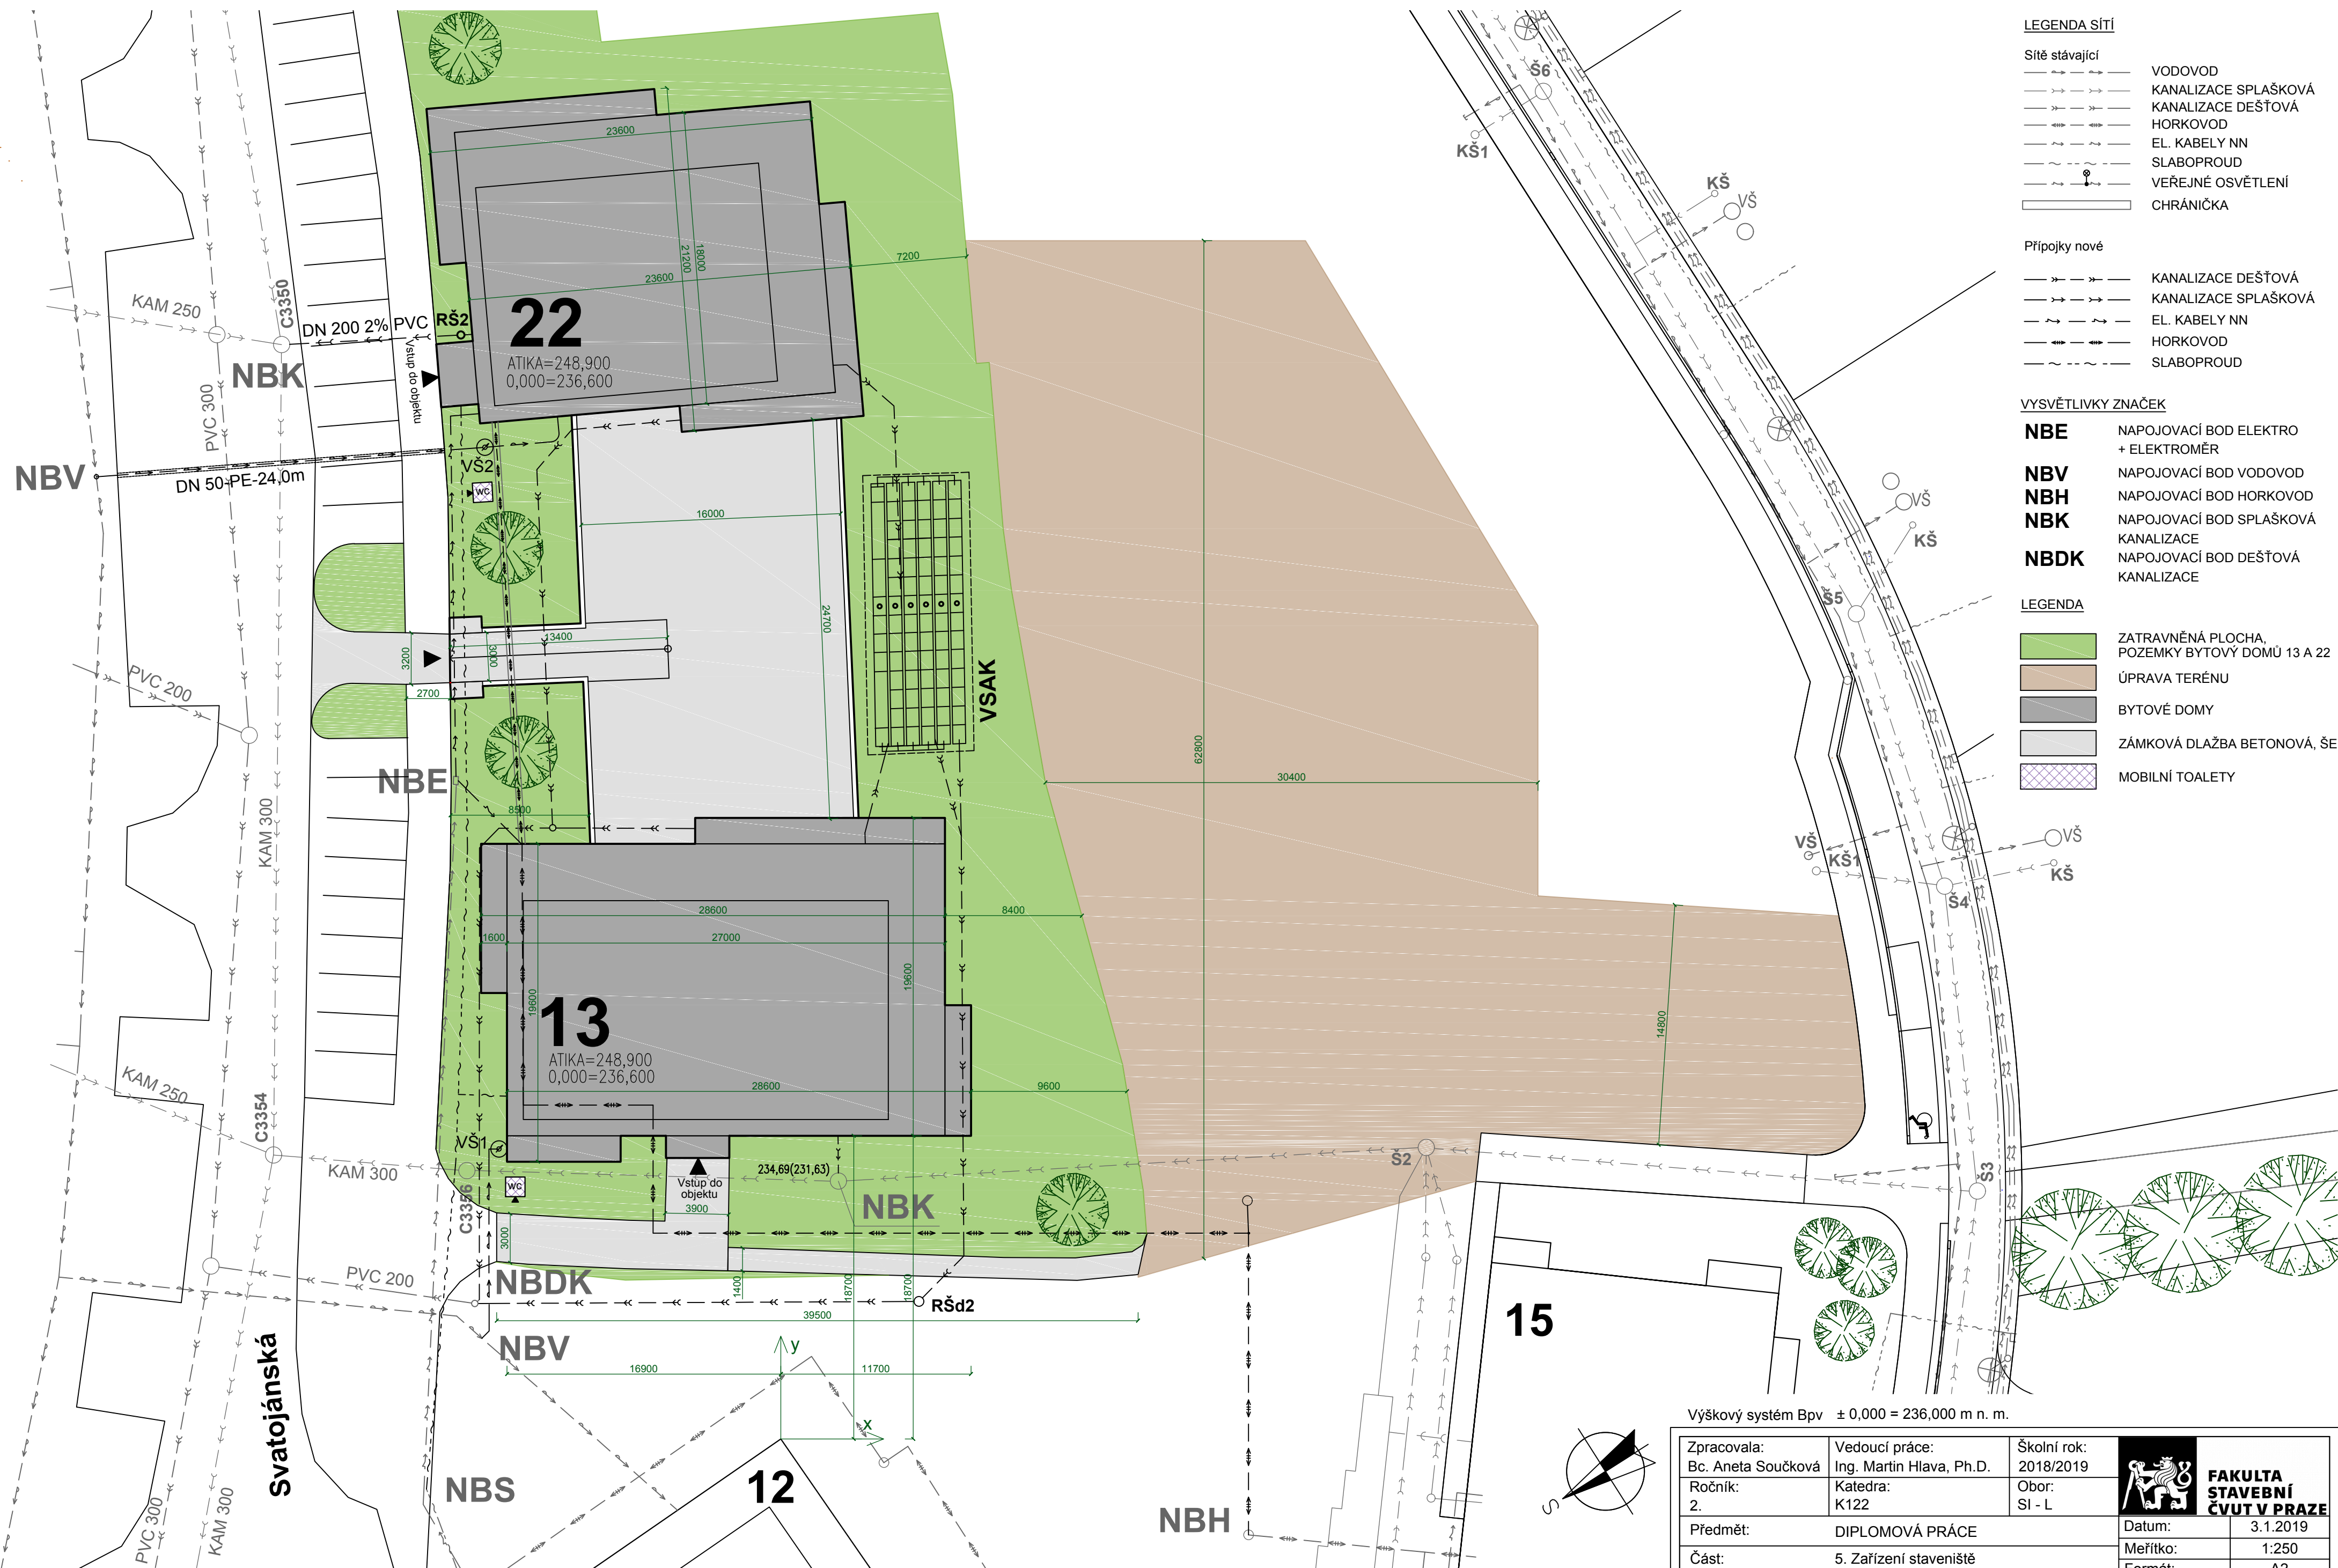 LEGENDA SÍTÍ
Sítě stávající
VODOVOD
KANALIZACE SPLAŠKOVÁ
KANALIZACE DEŠŤOVÁ
HORKOVOD
EL. KABELY NN
SLABOPROUD
VEŘEJNÉ OSVĚTLENÍ
CHRÁNIČKA
Přípojky nové
KANALIZACE DEŠŤOVÁ
KANALIZACE SPLAŠKOVÁ
EL. KABELY NN
HORKOVOD
SLABOPROUD
VYSVĚTLIVKY ZNAČEK
NBE NAPOJOVACÍ BOD ELEKTRO
+ ELEKTROMĚR
NBV NAPOJOVACÍ BOD VODOVOD
NBH NAPOJOVACÍ BOD HORKOVOD
NBK NAPOJOVACÍ BOD SPLAŠKOVÁ
KANALIZACE
NBDK NAPOJOVACÍ BOD DEŠŤOVÁ
KANALIZACE
LEGENDA
ZATRAVNĚNÁ PLOCHA,
POZEMKY BYTOVÝ DOMŮ 13 A 22
ÚPRAVA TERÉNU
BYTOVÉ DOMY
ZÁMKOVÁ DLAŽBA BETONOVÁ, ŠE
MOBILNÍ TOALETY
Š6
KŠ1
KŠ
VŠ
VŠ
KŠ
Š5
VŠ
KŠ1
VŠ
KŠ
Š4
Š3
Š2
23600
21200
18000
23600
7200
22
ATIKA=248,900
0,000=236,600
KAM 250
C3350
DN 200 2% PVC
RŠ2
NBK
Vstup do objektu
PVC 300
NBV
DN 50-PE-24,0m
VŠ2
WC
16000
24700
VSAK
13400
3200
3000
2700
PVC 200
NBE
8500
KAM 300
62800
30400
14800
28600
8400
1600
27000
19600
19600
13
ATIKA=248,900
0,000=236,600
28600
9600
KAM 250
C3354
VŠ1
KAM 300
C3356
WC
234,69(231,63)
Vstup do
objektu
3900
NBK
3000
PVC 200
NBDK
1400
18700
18700
RŠd2
39500
NBV
y
16900
11700
x
Svatojánská
12
15
NBS
NBH
PVC 300
KAM 300
S
Výškový systém Bpv ± 0,000 = 236,000 m n. m.
Zpracovala: Vedoucí práce: Školní rok:
Bc. Aneta Součková Ing. Martin Hlava, Ph.D. 2018/2019
Ročník: Katedra: Obor:
2. K122 SI - L
FAKULTA
STAVEBNÍ
ČVUT V PRAZE
Předmět: DIPLOMOVÁ PRÁCE
Datum: 3.1.2019
Část: 5. Zařízení staveniště
Meřítko: 1:250
Formát: A3